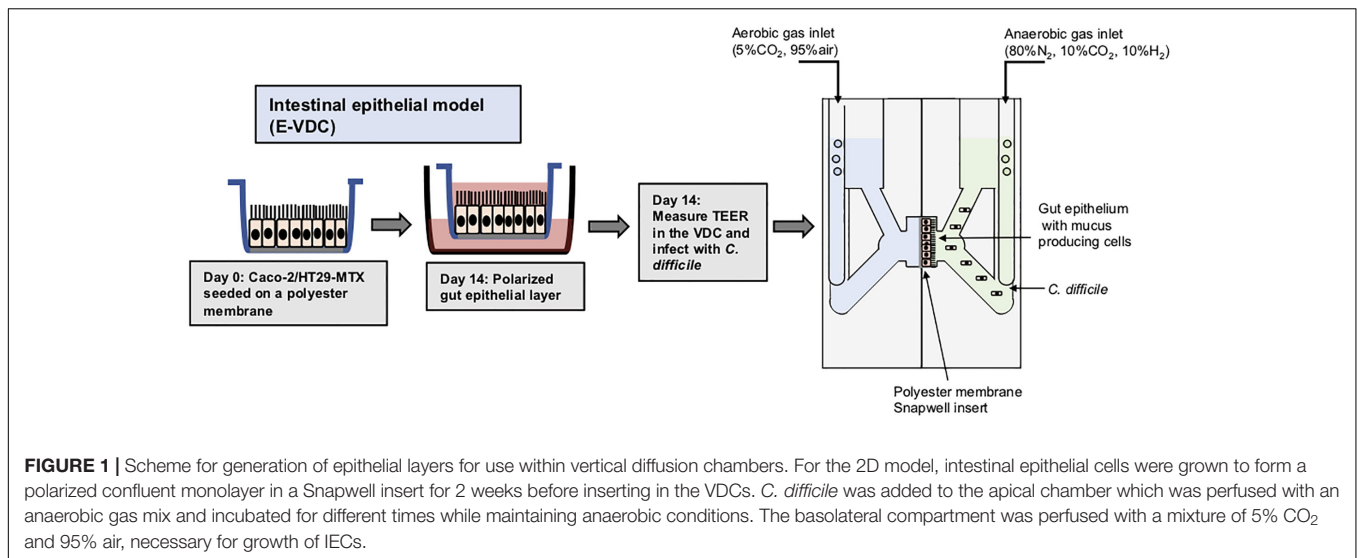 Aerobic gas inlet
(5%CO₂, 95%air)
Anaerobic gas inlet
(80%N₂, 10%CO₂, 10%H₂)
Intestinal epithelial model
(E-VDC)
Day 0: Caco-2/HT29-MTX
seeded on a polyester
membrane
Day 14: Polarized
gut epithelial layer
Day 14:
Measure TEER
in the VDC and
infect with C.
difficile
Gut epithelium
with mucus
producing cells
C. difficile
Polyester membrane
Snapwell insert
FIGURE 1 | Scheme for generation of epithelial layers for use within vertical diffusion chambers. For the 2D model, intestinal epithelial cells were grown to form a
polarized confluent monolayer in a Snapwell insert for 2 weeks before inserting in the VDCs. C. difficile was added to the apical chamber which was perfused with an
anaerobic gas mix and incubated for different times while maintaining anaerobic conditions. The basolateral compartment was perfused with a mixture of 5% CO₂
and 95% air, necessary for growth of IECs.